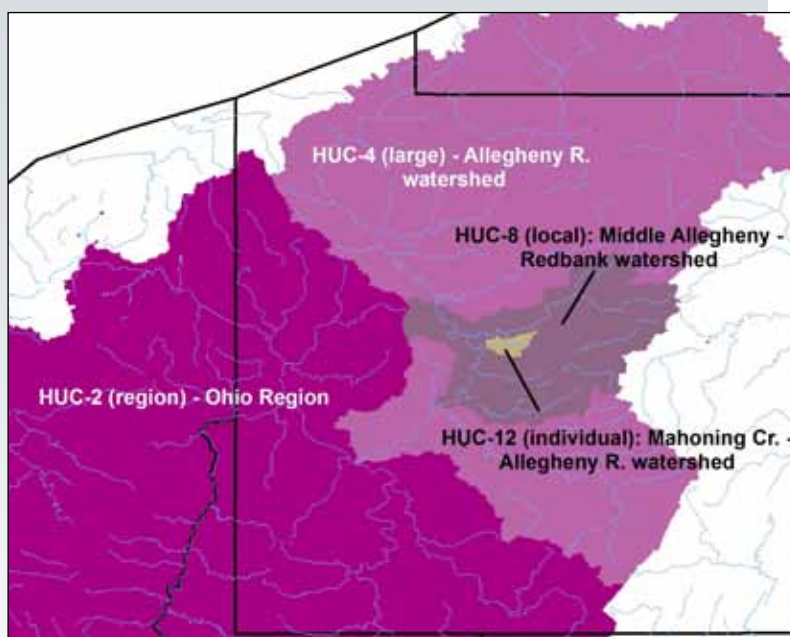 HUC-4 (large) - Allegheny R.
watershed
HUC-8 (local): Middle Allegheny -
Redbank watershed
HUC-2 (region) - Ohio Region
HUC-12 (individual): Mahoning Cr. -
Allegheny R. watershed